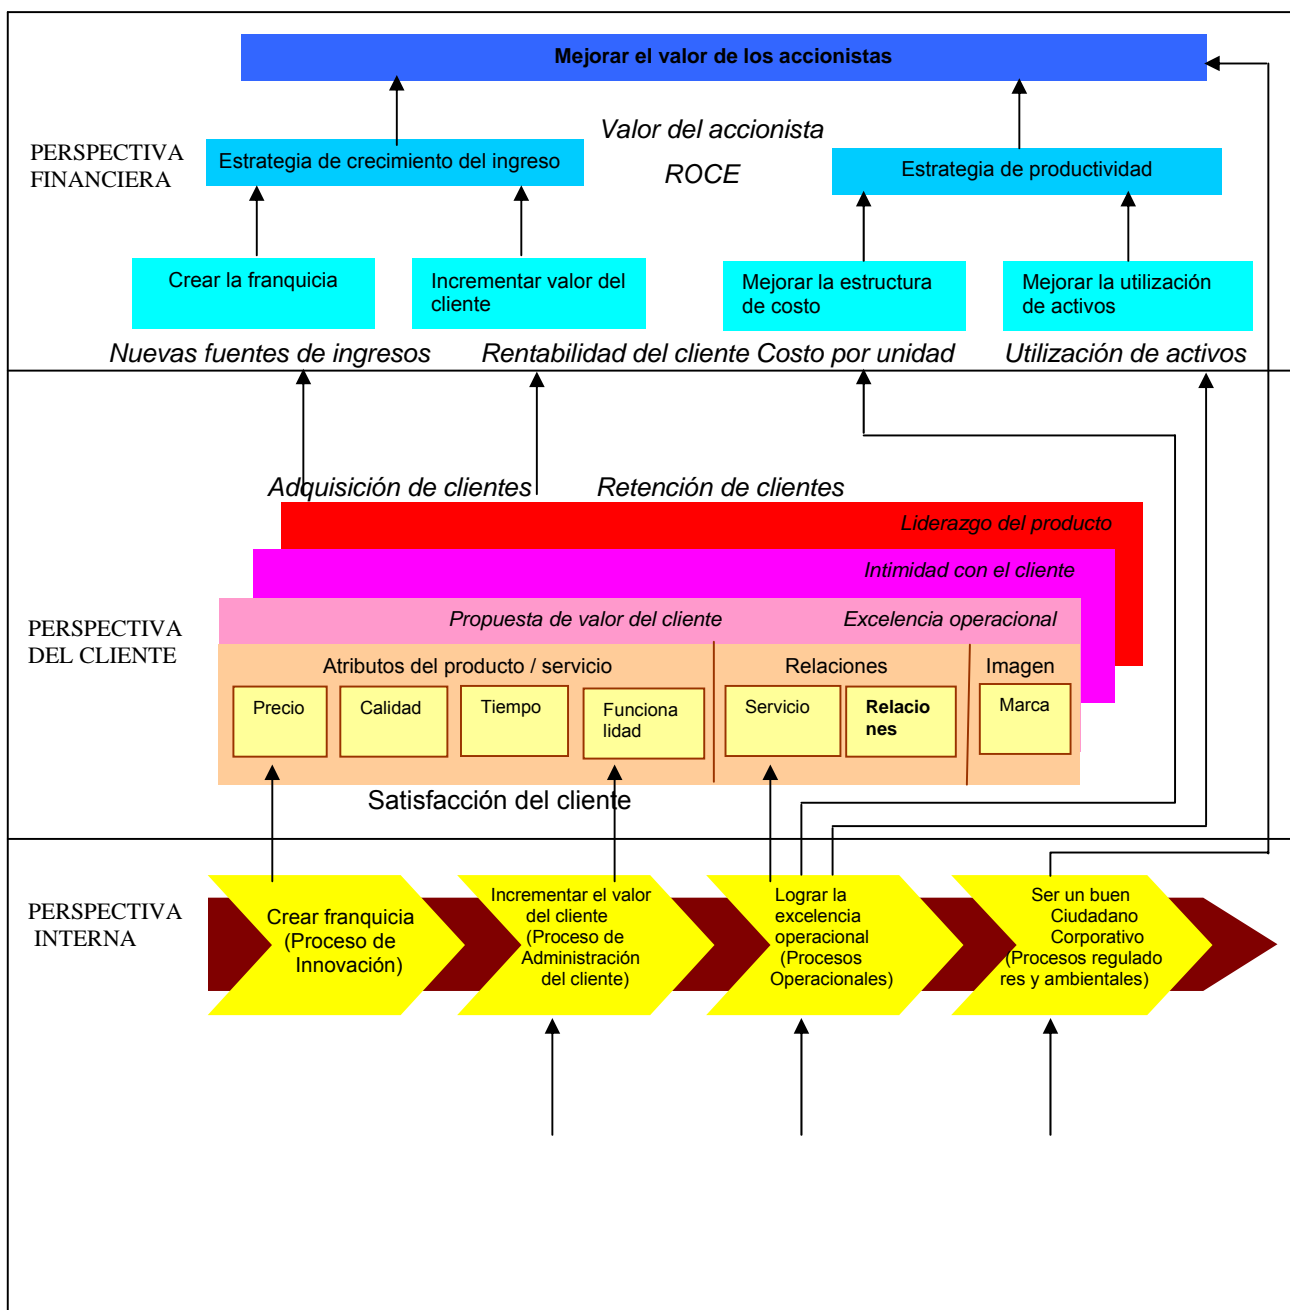 Mejorar el valor de los accionistas
Valor del accionista
PERSPECTIVA
FINANCIERA
Estrategia de crecimiento del ingreso
ROCE
Estrategia de productividad
Crear la franquicia
Incrementar valor del
cliente
Mejorar la estructura
de costo
Mejorar la utilización
de activos
Nuevas fuentes de ingresos
Rentabilidad del cliente
Costo por unidad
Utilización de activos
Adquisición de clientes
Retención de clientes
Liderazgo del producto
Intimidad con el cliente
PERSPECTIVA
DEL CLIENTE
Propuesta de valor del cliente
Excelencia operacional
Atributos del producto / servicio
Relaciones
Imagen
Precio
Calidad
Tiempo
Funciona
lidad
Servicio
Relacio
nes
Marca
Satisfacción del cliente
PERSPECTIVA
INTERNA
Crear franquicia
(Proceso de
Innovación)
Incrementar el valor
del cliente
(Proceso de
Administración
del cliente)
Lograr la
excelencia
operacional
(Procesos
Operacionales)
Ser un buen
Ciudadano
Corporativo
(Procesos regulado
res y ambientales)